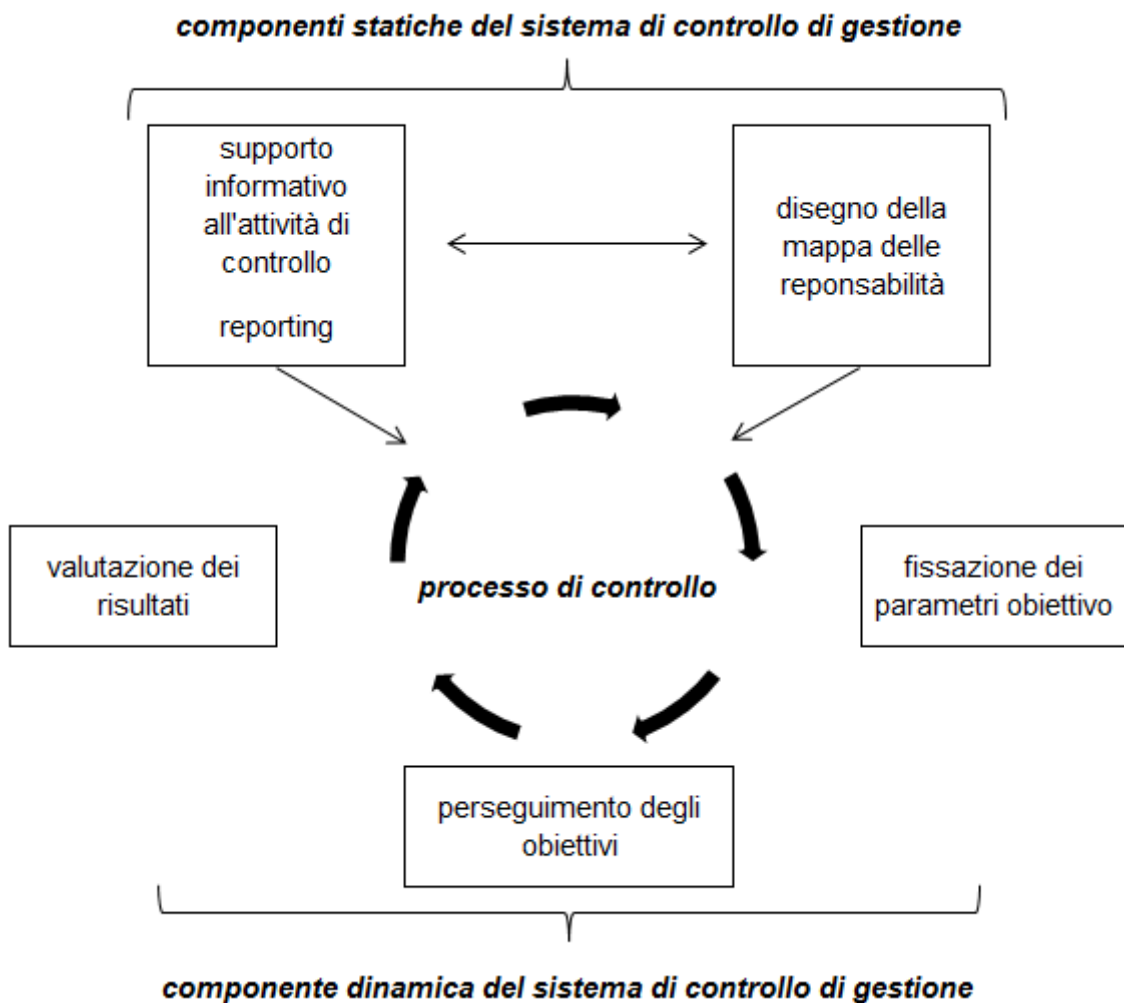 componenti statiche del sistema di controllo di gestione
supporto
informativo
all'attività di
controllo
reporting
disegno della
mappa delle
reponsabilità
valutazione dei
risultati
processo di controllo
fissazione dei
parametri obiettivo
perseguimento degli
obiettivi
componente dinamica del sistema di controllo di gestione